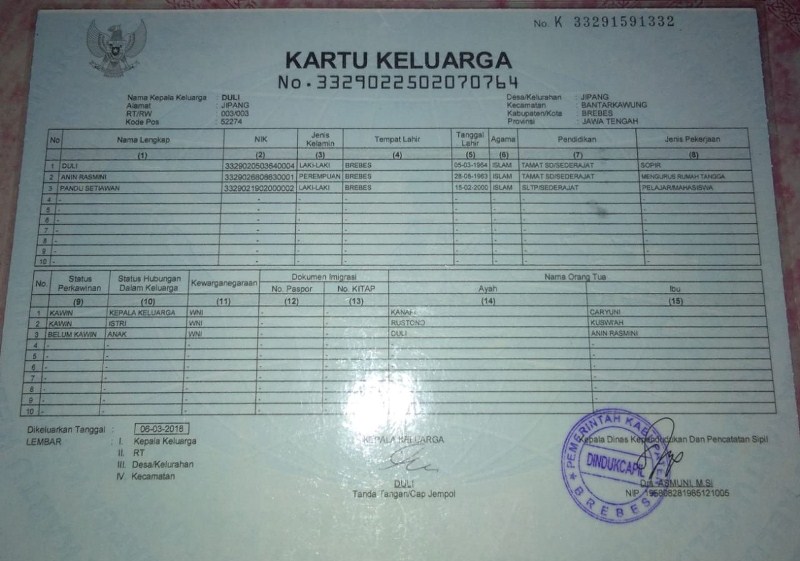 No. K 33291591332
KARTU KELUARGA
No. 3329022502070764
Nama Kepala Keluarga : DULI
Alamat : JIPANG
RT/RW : 003/003
Kode Pos : 52274
Desa/Kelurahan : JIPANG
Kecamatan : BANTARKAWUNG
Kabupaten/Kota : BREBES
Provinsi : JAWA TENGAH
No Nama Lengkap NIK Jenis Kelamin Tempat Lahir Tanggal Lahir Agama Pendidikan Jenis Pekerjaan
(1) (2) (3) (4) (5) (6) (7) (8)
1 DULI 3329020503640004 LAKI-LAKI BREBES 05-03-1964 ISLAM TAMAT SD/SEDERAJAT SOPIR
2 ANIN RASMINI 3329026808630001 PEREMPUAN BREBES 28-08-1963 ISLAM TAMAT SD/SEDERAJAT MENGURUS RUMAH TANGGA
3 PANDU SETIAWAN 3329021902000002 LAKI-LAKI BREBES 15-02-2000 ISLAM SLTP/SEDERAJAT PELAJAR/MAHASISWA
4 - - - - - - - -
5 - - - - - - - -
6 - - - - - - - -
7 - - - - - - - -
8 - - - - - - - -
9 - - - - - - - -
10 - - - - - - - -
No. Status Perkawinan Status Hubungan Dalam Keluarga Kewarganegaraan Dokumen Imigrasi Nama Orang Tua
No. Paspor No. KITAP Ayah Ibu
(9) (10) (11) (12) (13) (14) (15)
1 KAWIN KEPALA KELUARGA WNI - - KANAFI CARYUNI
2 KAWIN ISTRI WNI - - RUSTONO
3 BELUM KAWIN ANAK WNI - - DULI ANIN RASMINI
4 - - - - - - -
5 - - - - - - -
6 - - - - - - -
7 - - - - - - -
8 - - - - - - -
9 - - - - - - -
10 - - - - - - -
Dikeluarkan Tanggal : 06-03-2018
LEMBAR : I. Kepala Keluarga
II. RT
III. Desa/Kelurahan
IV. Kecamatan
KEPALA KELUARGA
DULI
Tanda Tangan/Cap Jempol
Kepala Dinas Kependudukan Dan Pencatatan Sipil
PEMERINTAH KABUPATEN
DINDUKCAPIL
BREBES
Drs. ASMUNI, M.Si
NIP.